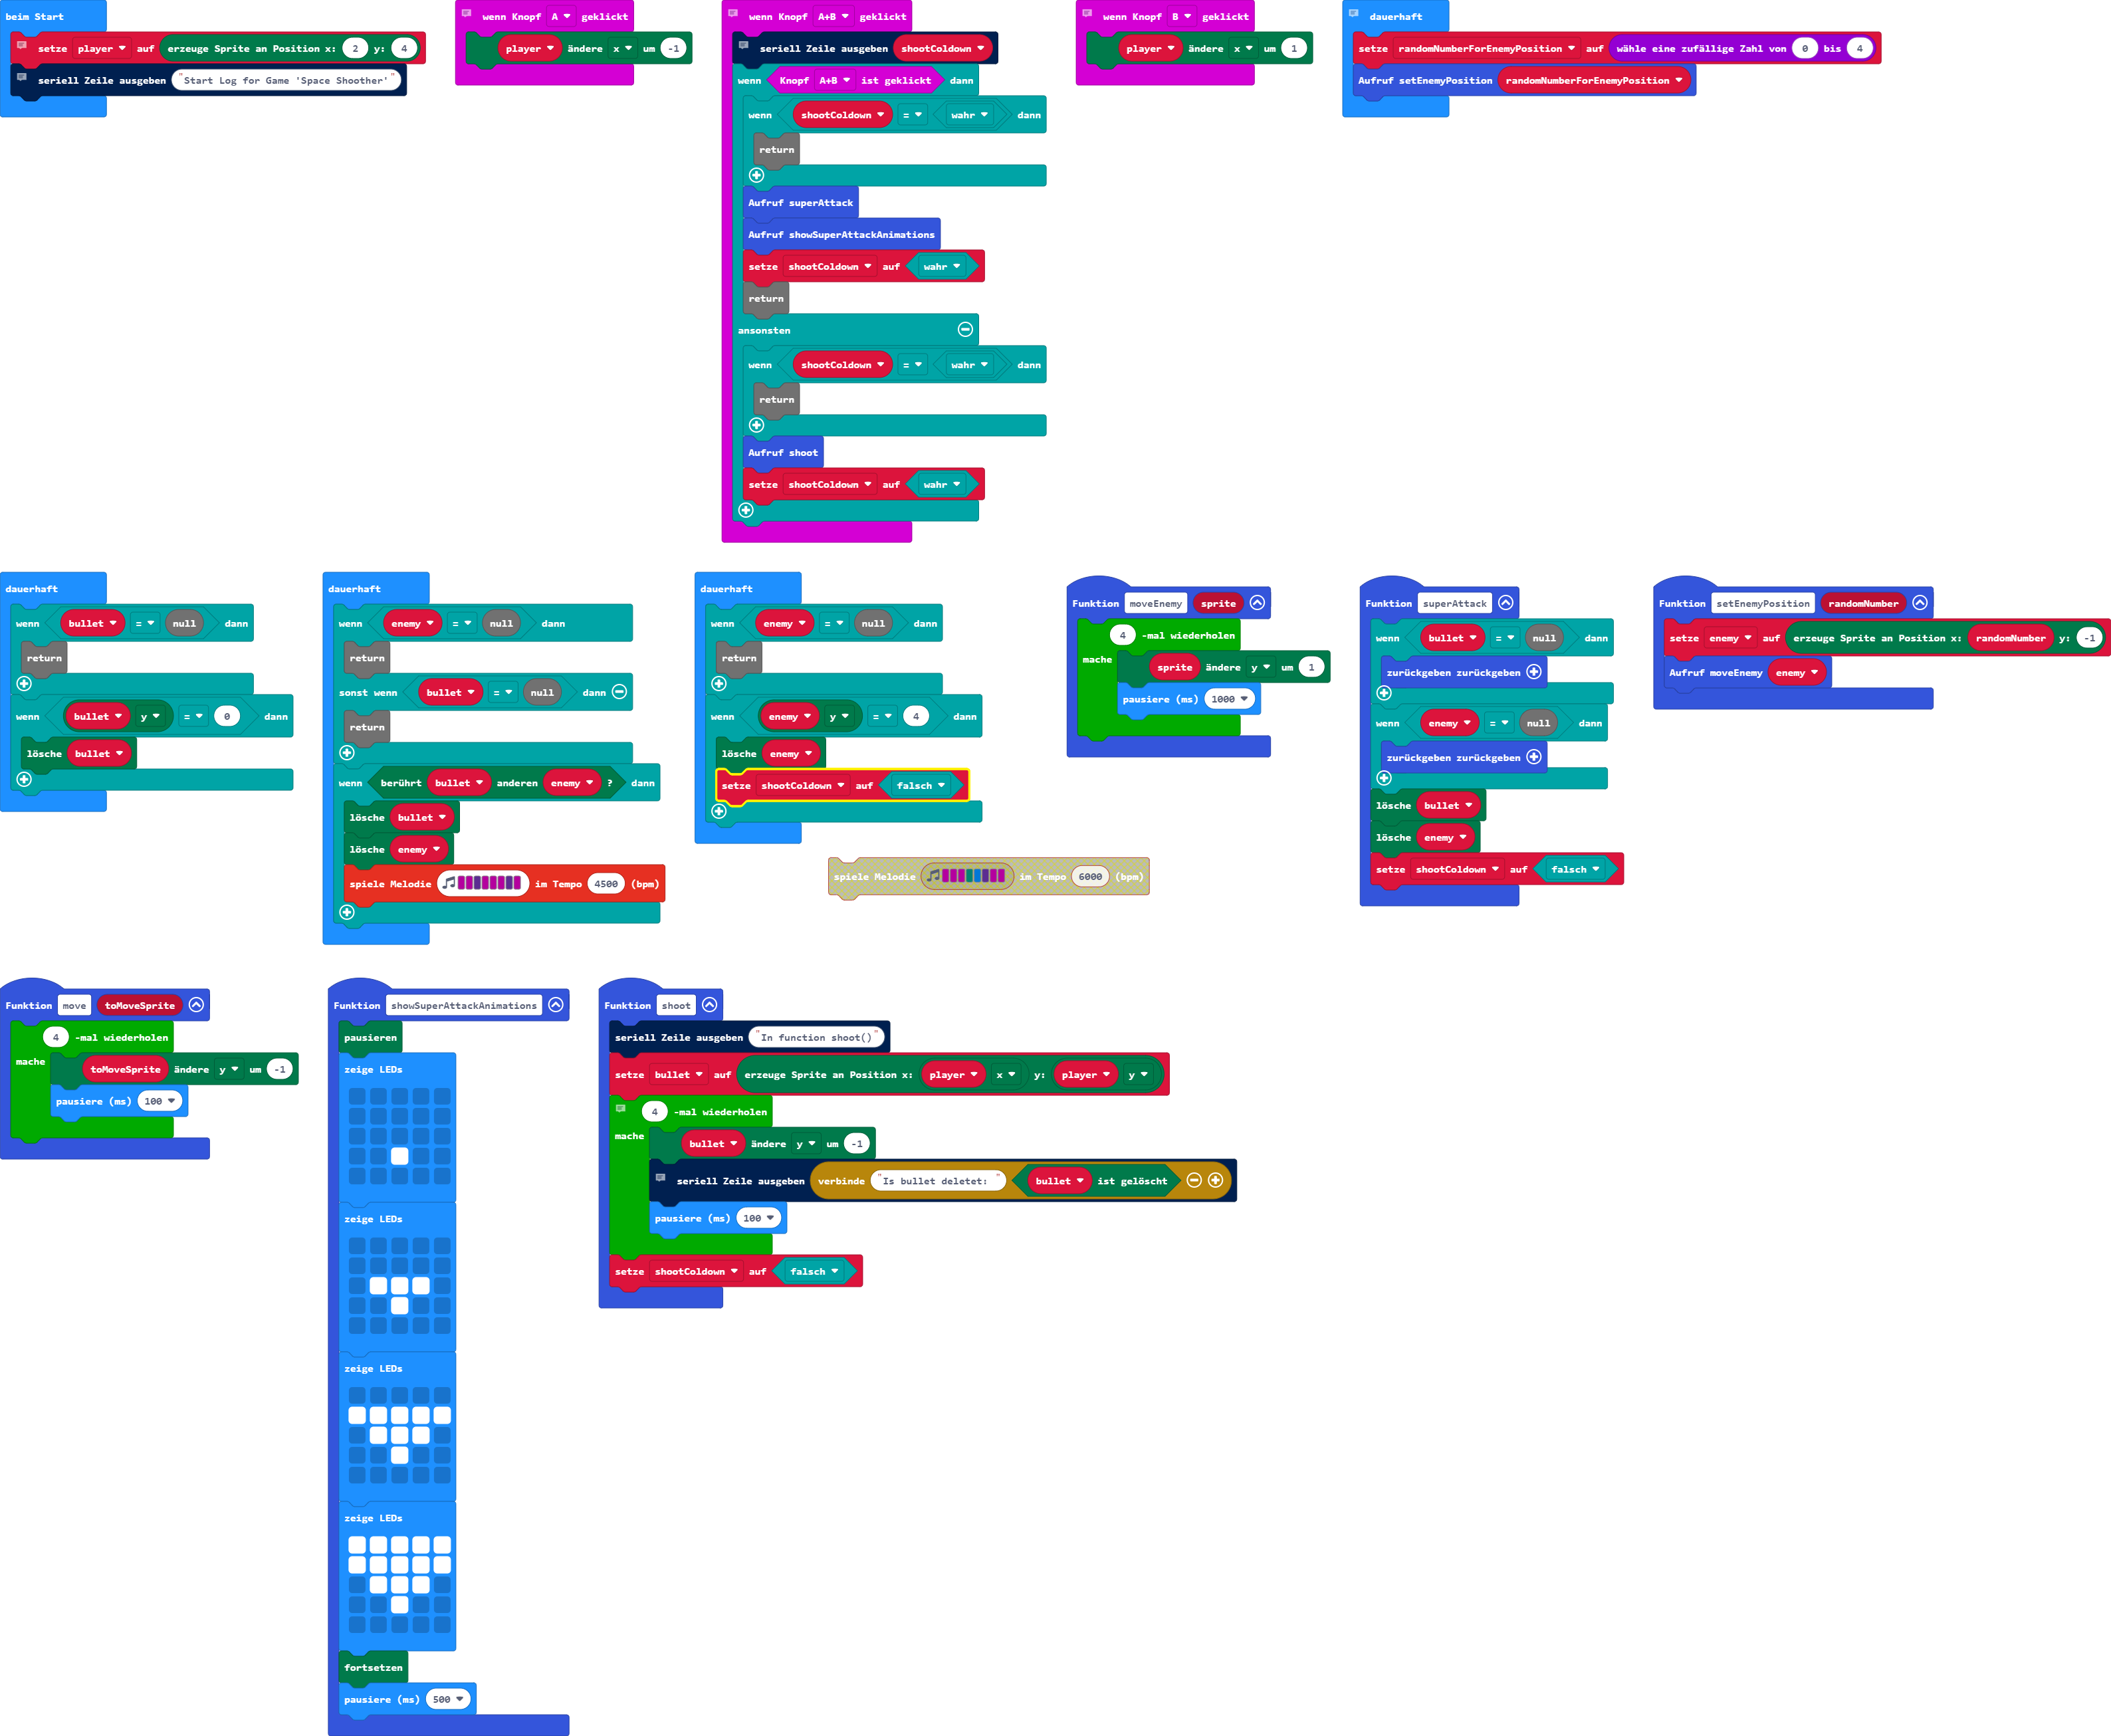 beim Start
setze player auf erzeuge Sprite an Position x: 2 y: 4
seriell Zeile ausgeben "Start Log for Game 'Space Shoother'"
wenn Knopf A geklickt
player ändere x um -1
wenn Knopf A+B geklickt
seriell Zeile ausgeben shootColdown
wenn Knopf A+B ist geklickt dann
wenn shootColdown = wahr dann
return
Aufruf superAttack
Aufruf showSuperAttackAnimations
setze shootColdown auf wahr
return
ansonsten
wenn shootColdown = wahr dann
return
Aufruf shoot
setze shootColdown auf wahr
wenn Knopf B geklickt
player ändere x um 1
dauerhaft
setze randomNumberForEnemyPosition auf wähle eine zufällige Zahl von 0 bis 4
Aufruf setEnemyPosition randomNumberForEnemyPosition
dauerhaft
wenn bullet = null dann
return
wenn bullet y = 0 dann
lösche bullet
dauerhaft
wenn enemy = null dann
return
sonst wenn bullet = null dann
return
wenn berührt bullet anderen enemy ? dann
lösche bullet
lösche enemy
spiele Melodie im Tempo 4500 (bpm)
dauerhaft
wenn enemy = null dann
return
wenn enemy y = 4 dann
lösche enemy
setze shootColdown auf falsch
spiele Melodie im Tempo 6000 (bpm)
Funktion moveEnemy sprite
4 -mal wiederholen
mache sprite ändere y um 1
pausiere (ms) 1000
Funktion superAttack
wenn bullet = null dann
zurückgeben zurückgeben
wenn enemy = null dann
zurückgeben zurückgeben
lösche bullet
lösche enemy
setze shootColdown auf falsch
Funktion setEnemyPosition randomNumber
setze enemy auf erzeuge Sprite an Position x: randomNumber y: -1
Aufruf moveEnemy enemy
Funktion move toMoveSprite
4 -mal wiederholen
mache toMoveSprite ändere y um -1
pausiere (ms) 100
Funktion showSuperAttackAnimations
pausieren
zeige LEDs
zeige LEDs
zeige LEDs
zeige LEDs
fortsetzen
pausiere (ms) 500
Funktion shoot
seriell Zeile ausgeben "In function shoot()"
setze bullet auf erzeuge Sprite an Position x: player x y: player y
4 -mal wiederholen
mache bullet ändere y um -1
seriell Zeile ausgeben verbinde "Is bullet deletet: " bullet ist gelöscht
pausiere (ms) 100
setze shootColdown auf falsch